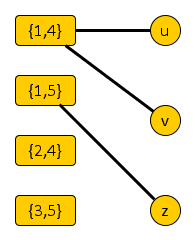 {1,4} u
{1,5} v
{2,4}
{3,5} z